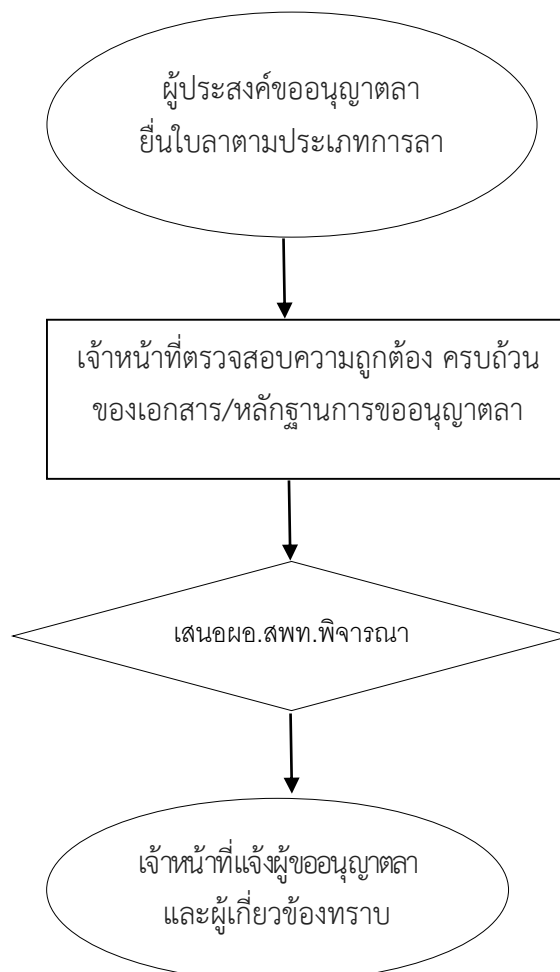 ผู้ประสงค์ขออนุญาตลา
ยื่นใบลาตามประเภทการลา
เจ้าหน้าที่ตรวจสอบความถูกต้อง ครบถ้วน
ของเอกสาร/หลักฐานการขออนุญาตลา
เสนอผอ.สพท.พิจารณา
เจ้าหน้าที่แจ้งผู้ขออนุญาตลา
และผู้เกี่ยวข้องทราบ